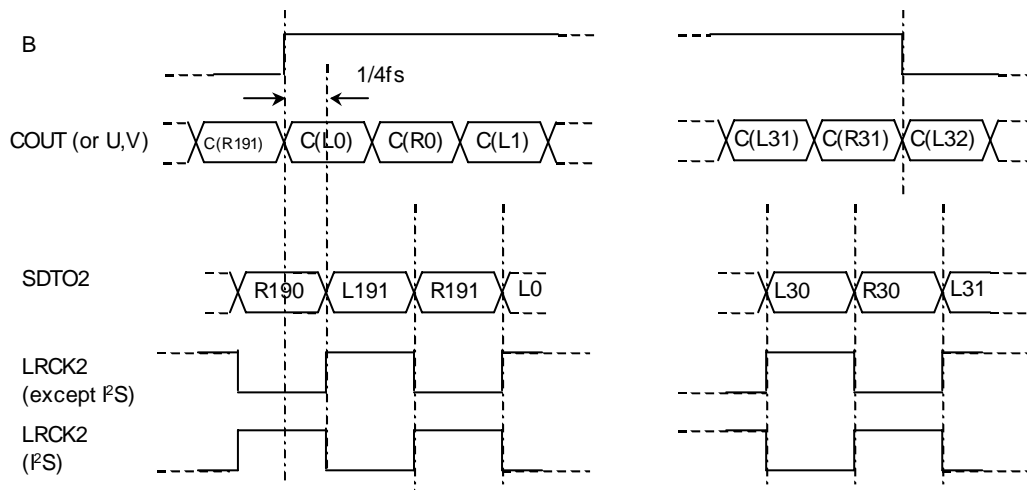 B
1/4fs
COUT (or U,V)
C(R191) C(L0) C(R0) C(L1) C(L31) C(R31) C(L32)
SDTO2
R190 L191 R191 L0 L30 R30 L31
LRCK2
(except I²S)
LRCK2
(I²S)